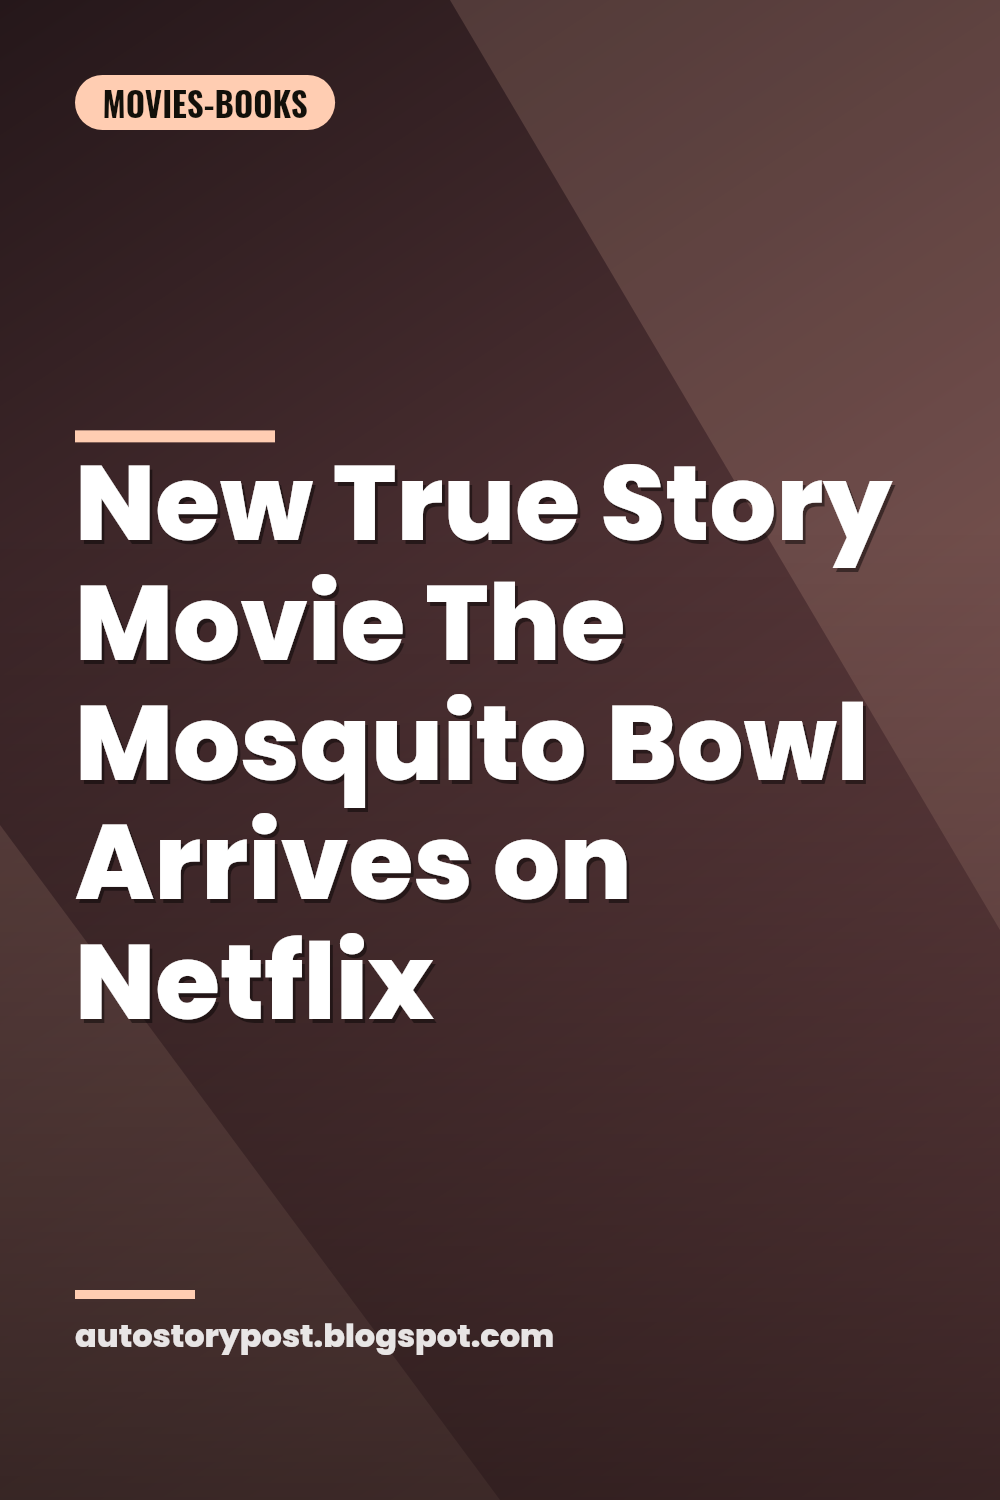 MOVIES-BOOKS
New True Story
Movie The
Mosquito Bowl
Arrives on
Netflix
autostorypost.blogspot.com